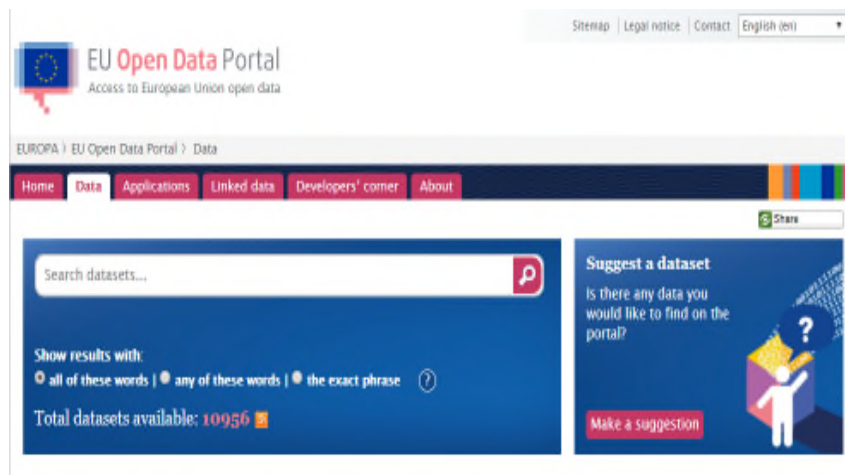 Sitemap | Legal notice | Contact English (en)
EU Open Data Portal
Access to European Union open data
EUROPA > EU Open Data Portal > Data
Home Data Applications Linked data Developers' corner About
Share
Search datasets...
Suggest a dataset
Is there any data you
would like to find on the
portal?
?
Show results with:
all of these words | any of these words | the exact phrase ?
Total datasets available: 10956
Make a suggestion